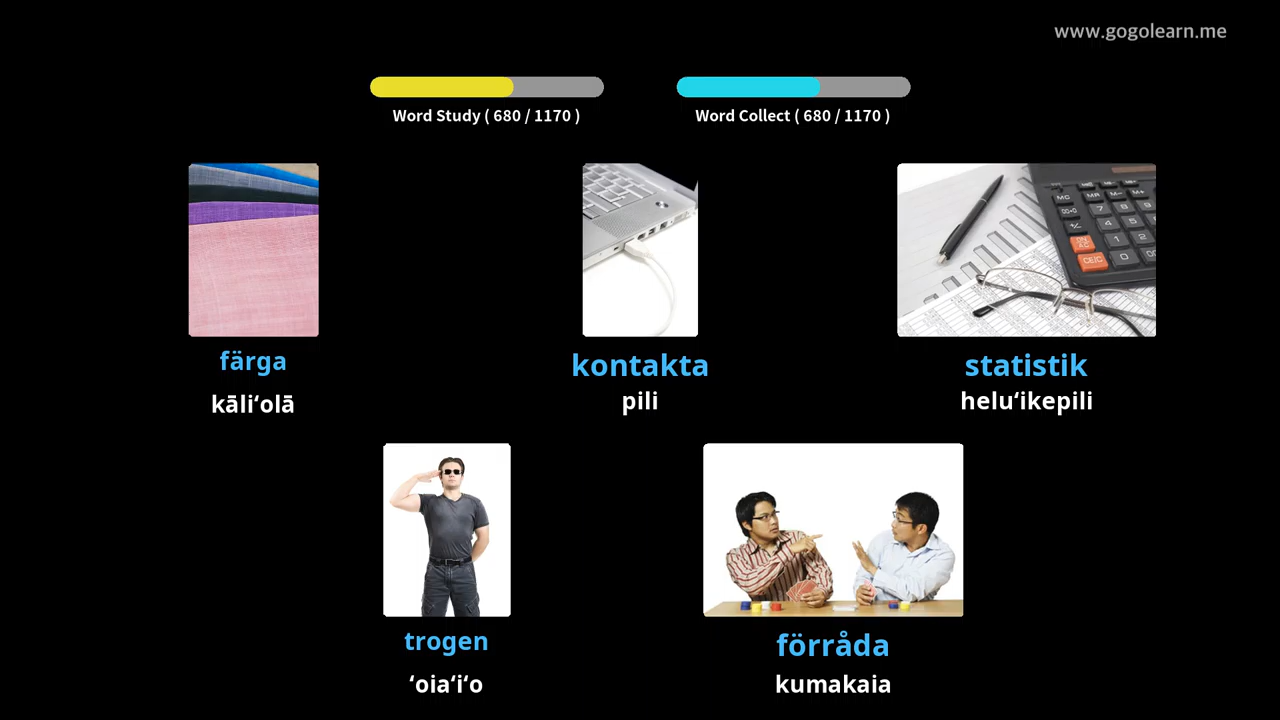 www.gogolearn.me
Word Study ( 680 / 1170 )
Word Collect ( 680 / 1170 )
färga
kāliʻolā
kontakta
pili
statistik
heluʻikepili
trogen
ʻoiaʻiʻo
förråda
kumakaia